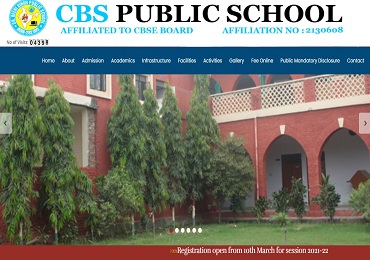 CBS PUBLIC SCHOOL
AFFILIATED TO CBSE BOARD AFFILIATION NO : 2130608
No of Visits
Home About Admission Academics Infrastructure Facilities Activities Gallery Fee Online Public Mandatory Disclosure Contact
Registration open from 10th March for session 2021-22